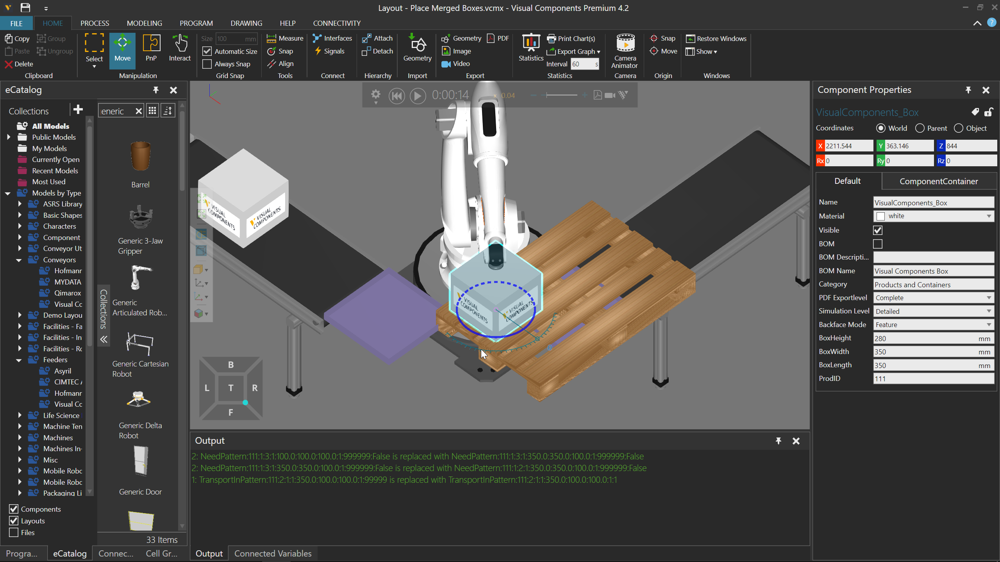 Layout - Place Merged Boxes.vcmx - Visual Components Premium 4.2
FILE HOME PROCESS MODELING PROGRAM DRAWING HELP CONNECTIVITY
Copy Group
Paste Ungroup
Delete
Clipboard
Select Move PnP Interact
Manipulation
Size 100 mm
Automatic Size
Always Snap
Grid Snap
Measure
Snap
Align
Tools
Interfaces
Signals
Connect
Attach
Detach
Hierarchy
Geometry
Import
Geometry PDF
Image
Video
Export
Statistics
Print Chart(s)
Export Graph
Interval 60 s
Statistics
Camera
Animator
Camera
Snap
Move
Origin
Restore Windows
Show
Windows
eCatalog
Collections
eneric
All Models
Public Models
My Models
Currently Open
Recent Models
Most Used
Models by Type
ASRS Library
Basic Shapes
Characters
Component
Conveyor Ut
Conveyors
Hofmanr
MYDATA
Qimarox
Visual Cc
Demo Layou
Facilities - Fa
Facilities - In
Facilities - Rc
Feeders
Asyril
CIMTEC
Hofmanr
Visual Cc
Life Science
Machine Ten
Machines
Machines In-
Misc
Mobile Robc
Mobile Robc
Packaging Li
Components
Layouts
Files
Collections
Barrel
Generic 3-Jaw
Gripper
Generic
Articulated Rob...
Generic Cartesian
Robot
Generic Delta
Robot
Generic Door
33 Items
Progra... eCatalog Connec... Cell Gr...
0:00:14 x 0.04
VISUAL
COMPONENTS
VISUAL
COMPONENTS
VISUAL
COMPONENTS
VISUAL
COMPONENTS
0
B
L T R
F
Output
2: NeedPattern:111:1:3:1:100.0:100.0:100.0:1:999999:False is replaced with NeedPattern:111:1:3:1:350.0:350.0:100.0:1:999999:False
2: NeedPattern:111:1:3:1:350.0:350.0:100.0:1:999999:False is replaced with NeedPattern:111:1:2:1:350.0:350.0:100.0:1:999999:False
1: TransportInPattern:111:2:1:1:350.0:100.0:100.0:1:99999 is replaced with TransportInPattern:111:2:1:1:350.0:100.0:100.0:1:1
Output Connected Variables
Component Properties
VisualComponents_Box
Coordinates World Parent Object
X 2211.544 Y 363.146 Z 844
Rx 0 Ry 0 Rz 0
Default ComponentContainer
Name VisualComponents_Box
Material white
Visible
BOM
BOM Descripti...
BOM Name Visual Components Box
Category Products and Containers
PDF Exportlevel Complete
Simulation Level Detailed
Backface Mode Feature
BoxHeight 280 mm
BoxWidth 350 mm
BoxLength 350 mm
ProdID 111